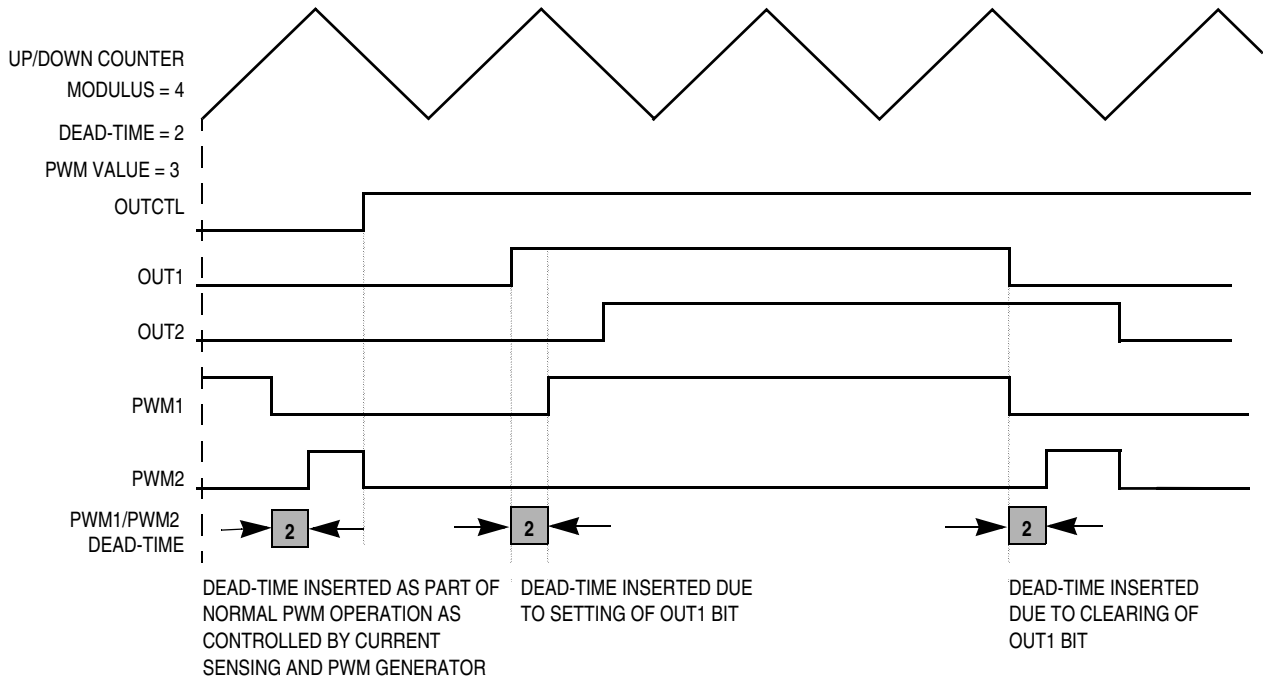 UP/DOWN COUNTER
MODULUS = 4
DEAD-TIME = 2
PWM VALUE = 3
OUTCTL
OUT1
OUT2
PWM1
PWM2
PWM1/PWM2
DEAD-TIME
2
2
2
DEAD-TIME INSERTED AS PART OF
NORMAL PWM OPERATION AS
CONTROLLED BY CURRENT
SENSING AND PWM GENERATOR
DEAD-TIME INSERTED DUE
TO SETTING OF OUT1 BIT
DEAD-TIME INSERTED
DUE TO CLEARING OF
OUT1 BIT